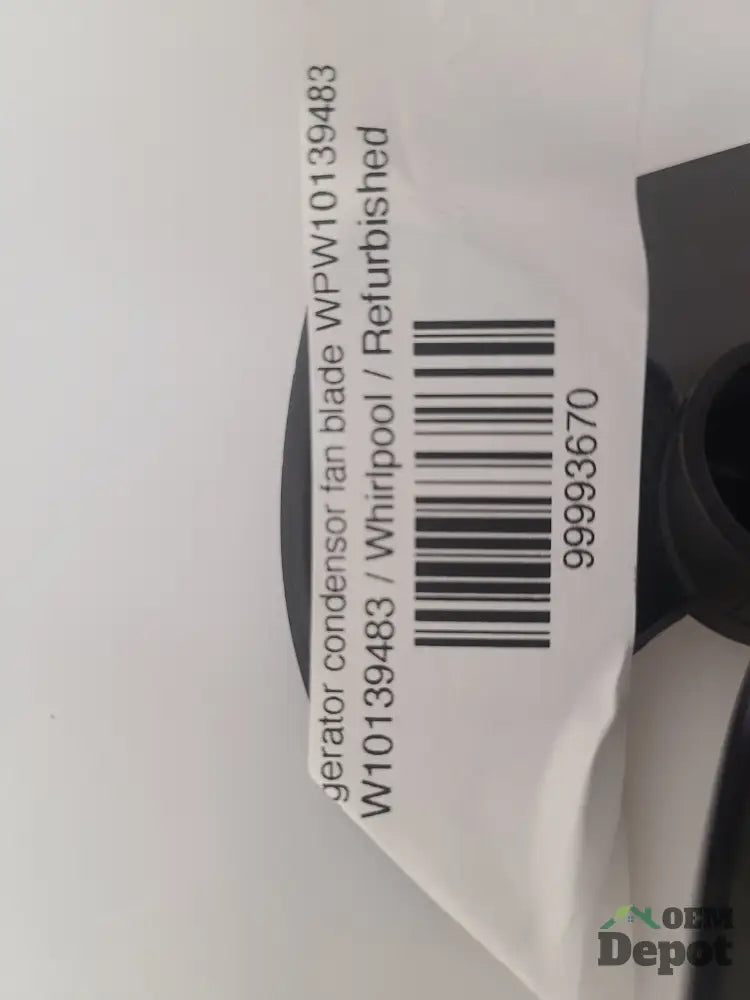 gerator condensor fan blade WPW10139483
W10139483 / Whirlpool / Refurbished
99993670
OEM
Depot